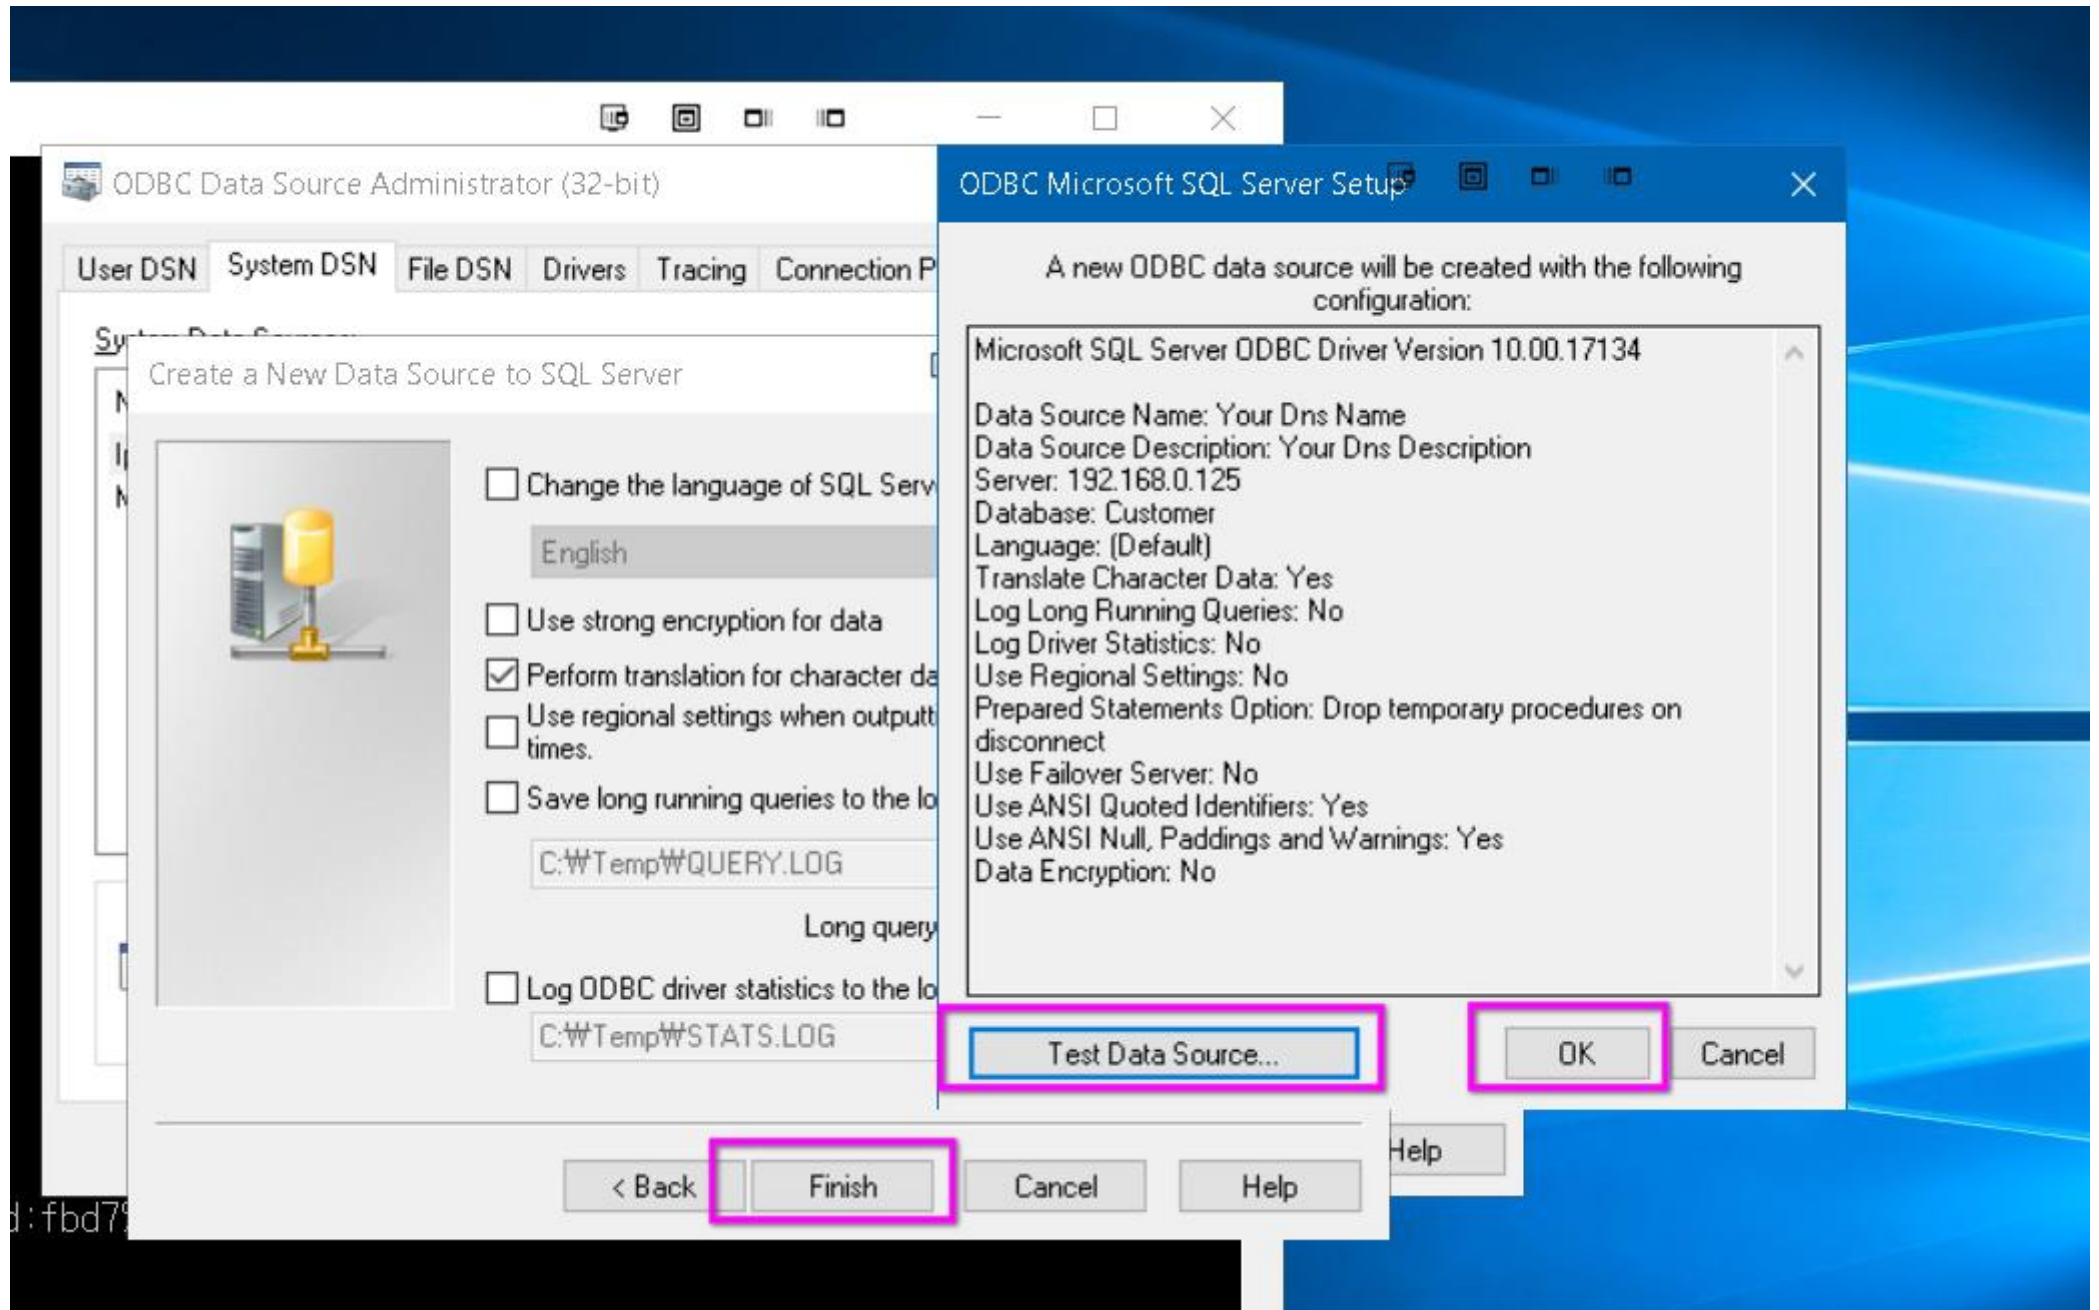 ODBC Data Source Administrator (32-bit)
User DSN
System DSN
File DSN
Drivers
Tracing
Connection P
Create a New Data Source to SQL Server
Change the language of SQL Serv
English
Use strong encryption for data
Perform translation for character da
Use regional settings when outputt
times.
Save long running queries to the lo
C:₩Temp₩QUERY.LOG
Long query
Log ODBC driver statistics to the lo
C:₩Temp₩STATS.LOG
< Back
Finish
Cancel
Help
Help
d:fbd7%
ODBC Microsoft SQL Server Setup
A new ODBC data source will be created with the following
configuration:
Microsoft SQL Server ODBC Driver Version 10.00.17134
Data Source Name: Your Dns Name
Data Source Description: Your Dns Description
Server: 192.168.0.125
Database: Customer
Language: (Default)
Translate Character Data: Yes
Log Long Running Queries: No
Log Driver Statistics: No
Use Regional Settings: No
Prepared Statements Option: Drop temporary procedures on
disconnect
Use Failover Server: No
Use ANSI Quoted Identifiers: Yes
Use ANSI Null, Paddings and Warnings: Yes
Data Encryption: No
Test Data Source...
OK
Cancel